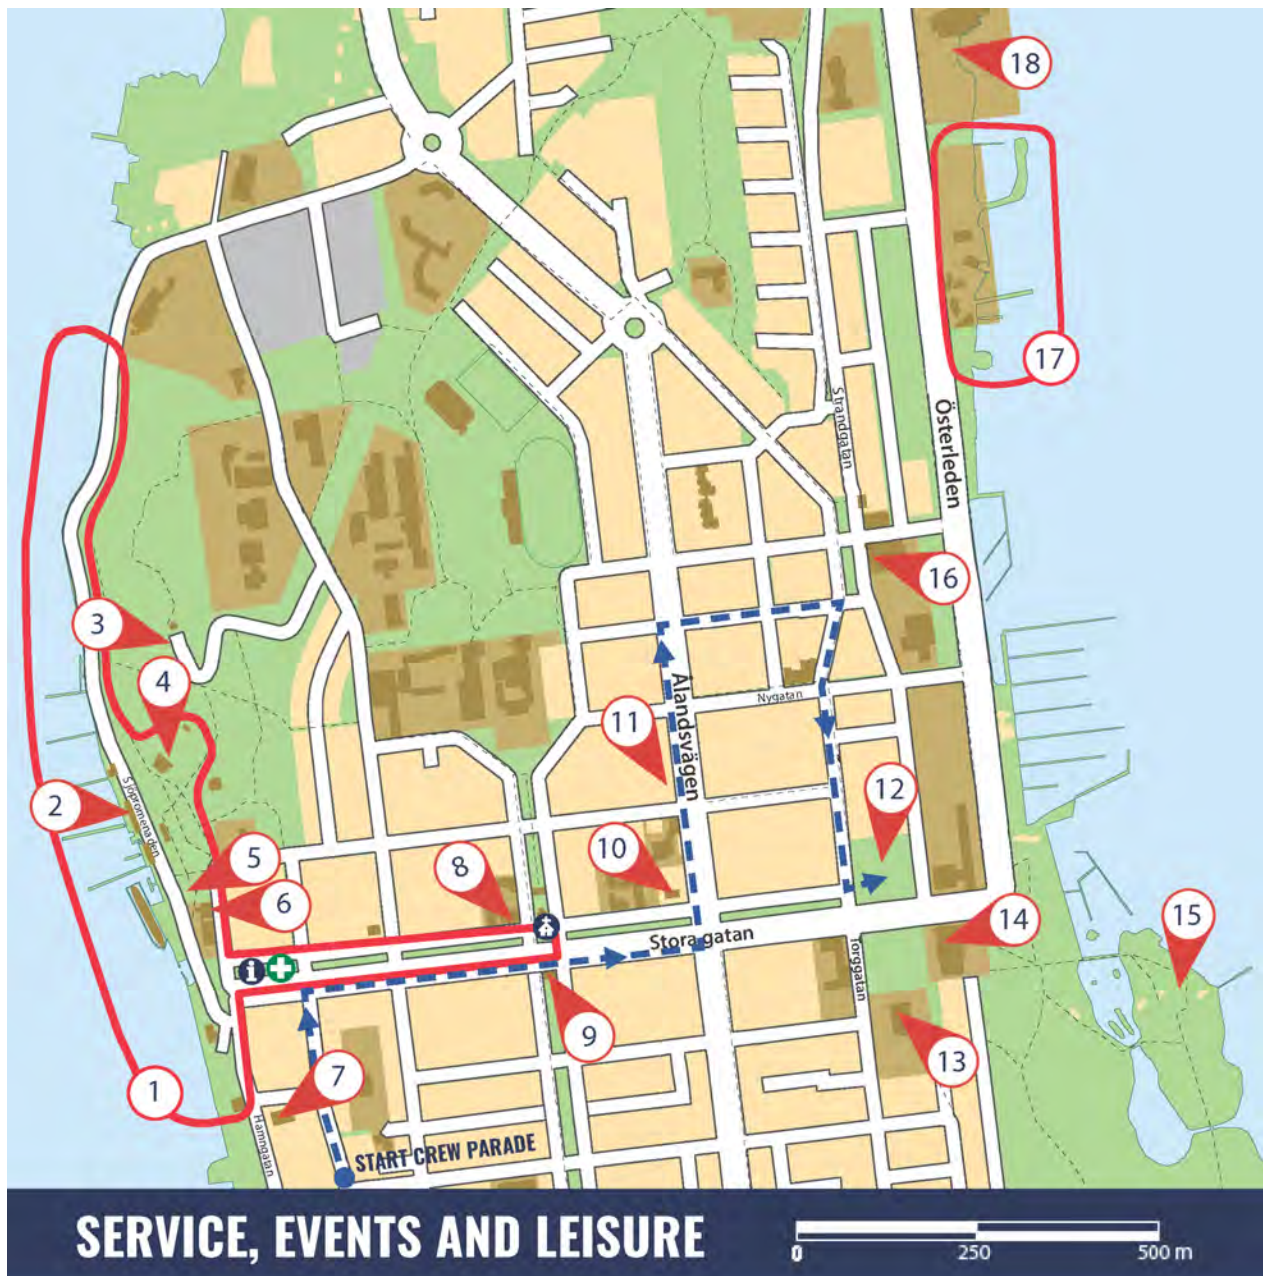 18
17
Strandgatan
Österleden
16
3
4
Ålandsvägen
Nygatan
11
12
2
Sjöpromenaden
5
8
10
6
14
15
Stora gatan
Torggatan
i
9
13
7
1
Hamngatan
START CREW PARADE
SERVICE, EVENTS AND LEISURE
0
250
500 m